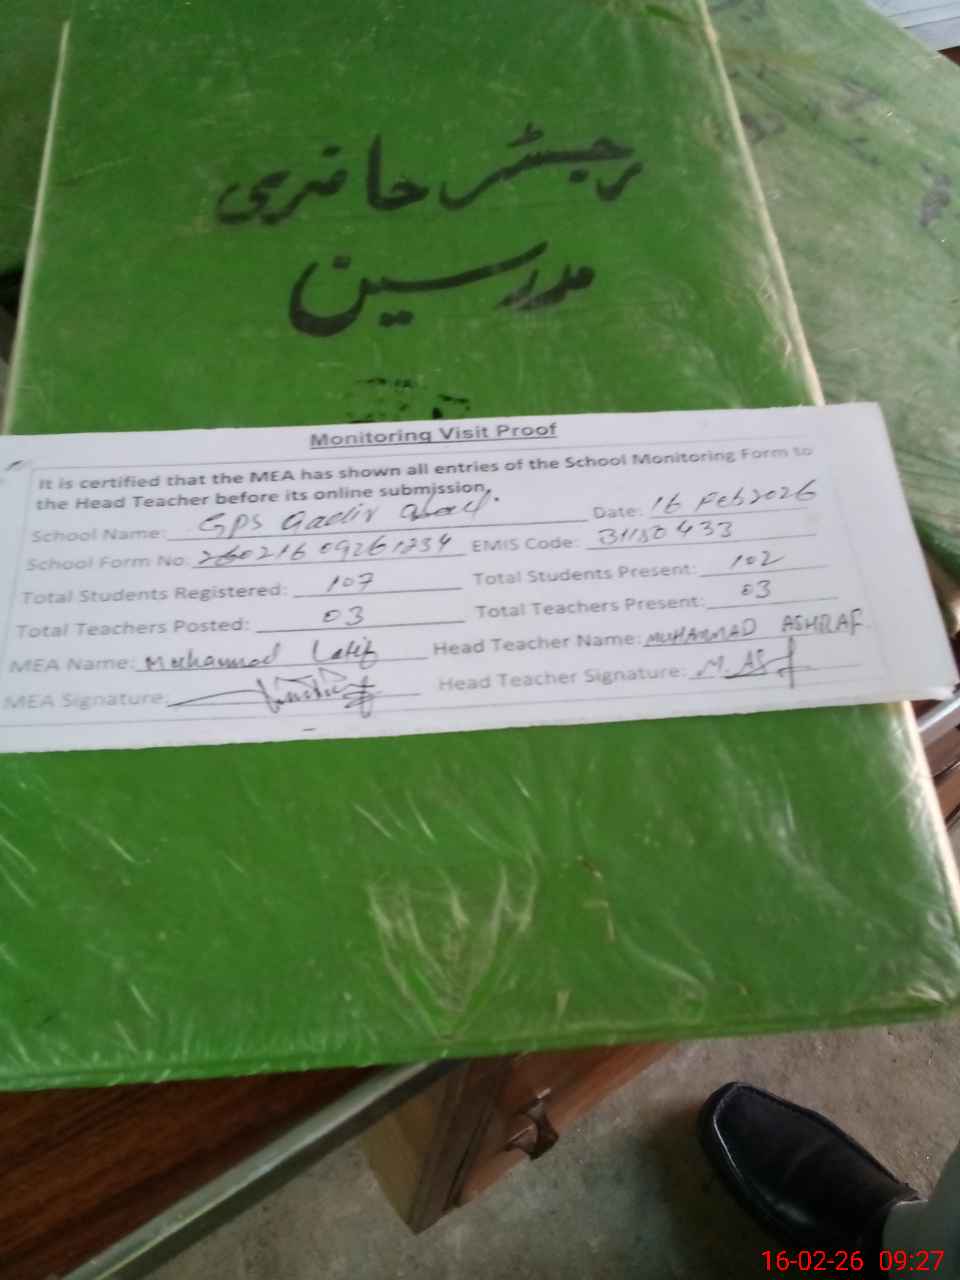 رجسٹر حاضری
مدرسین
Monitoring Visit Proof
It is certified that the MEA has shown all entries of the School Monitoring Form to
the Head Teacher before its online submission.
School Name: GPS Date: 16 Feb 2026
School Form No. EMIS Code: 31130433
Total Students Registered: 107 Total Students Present: 102
Total Teachers Posted: 03 Total Teachers Present: 03
MEA Name: Muhammad Latif Head Teacher Name: MUHAMMAD ASHRAF
MEA Signature: Head Teacher Signature: M. ASf
16-02-26 09:27